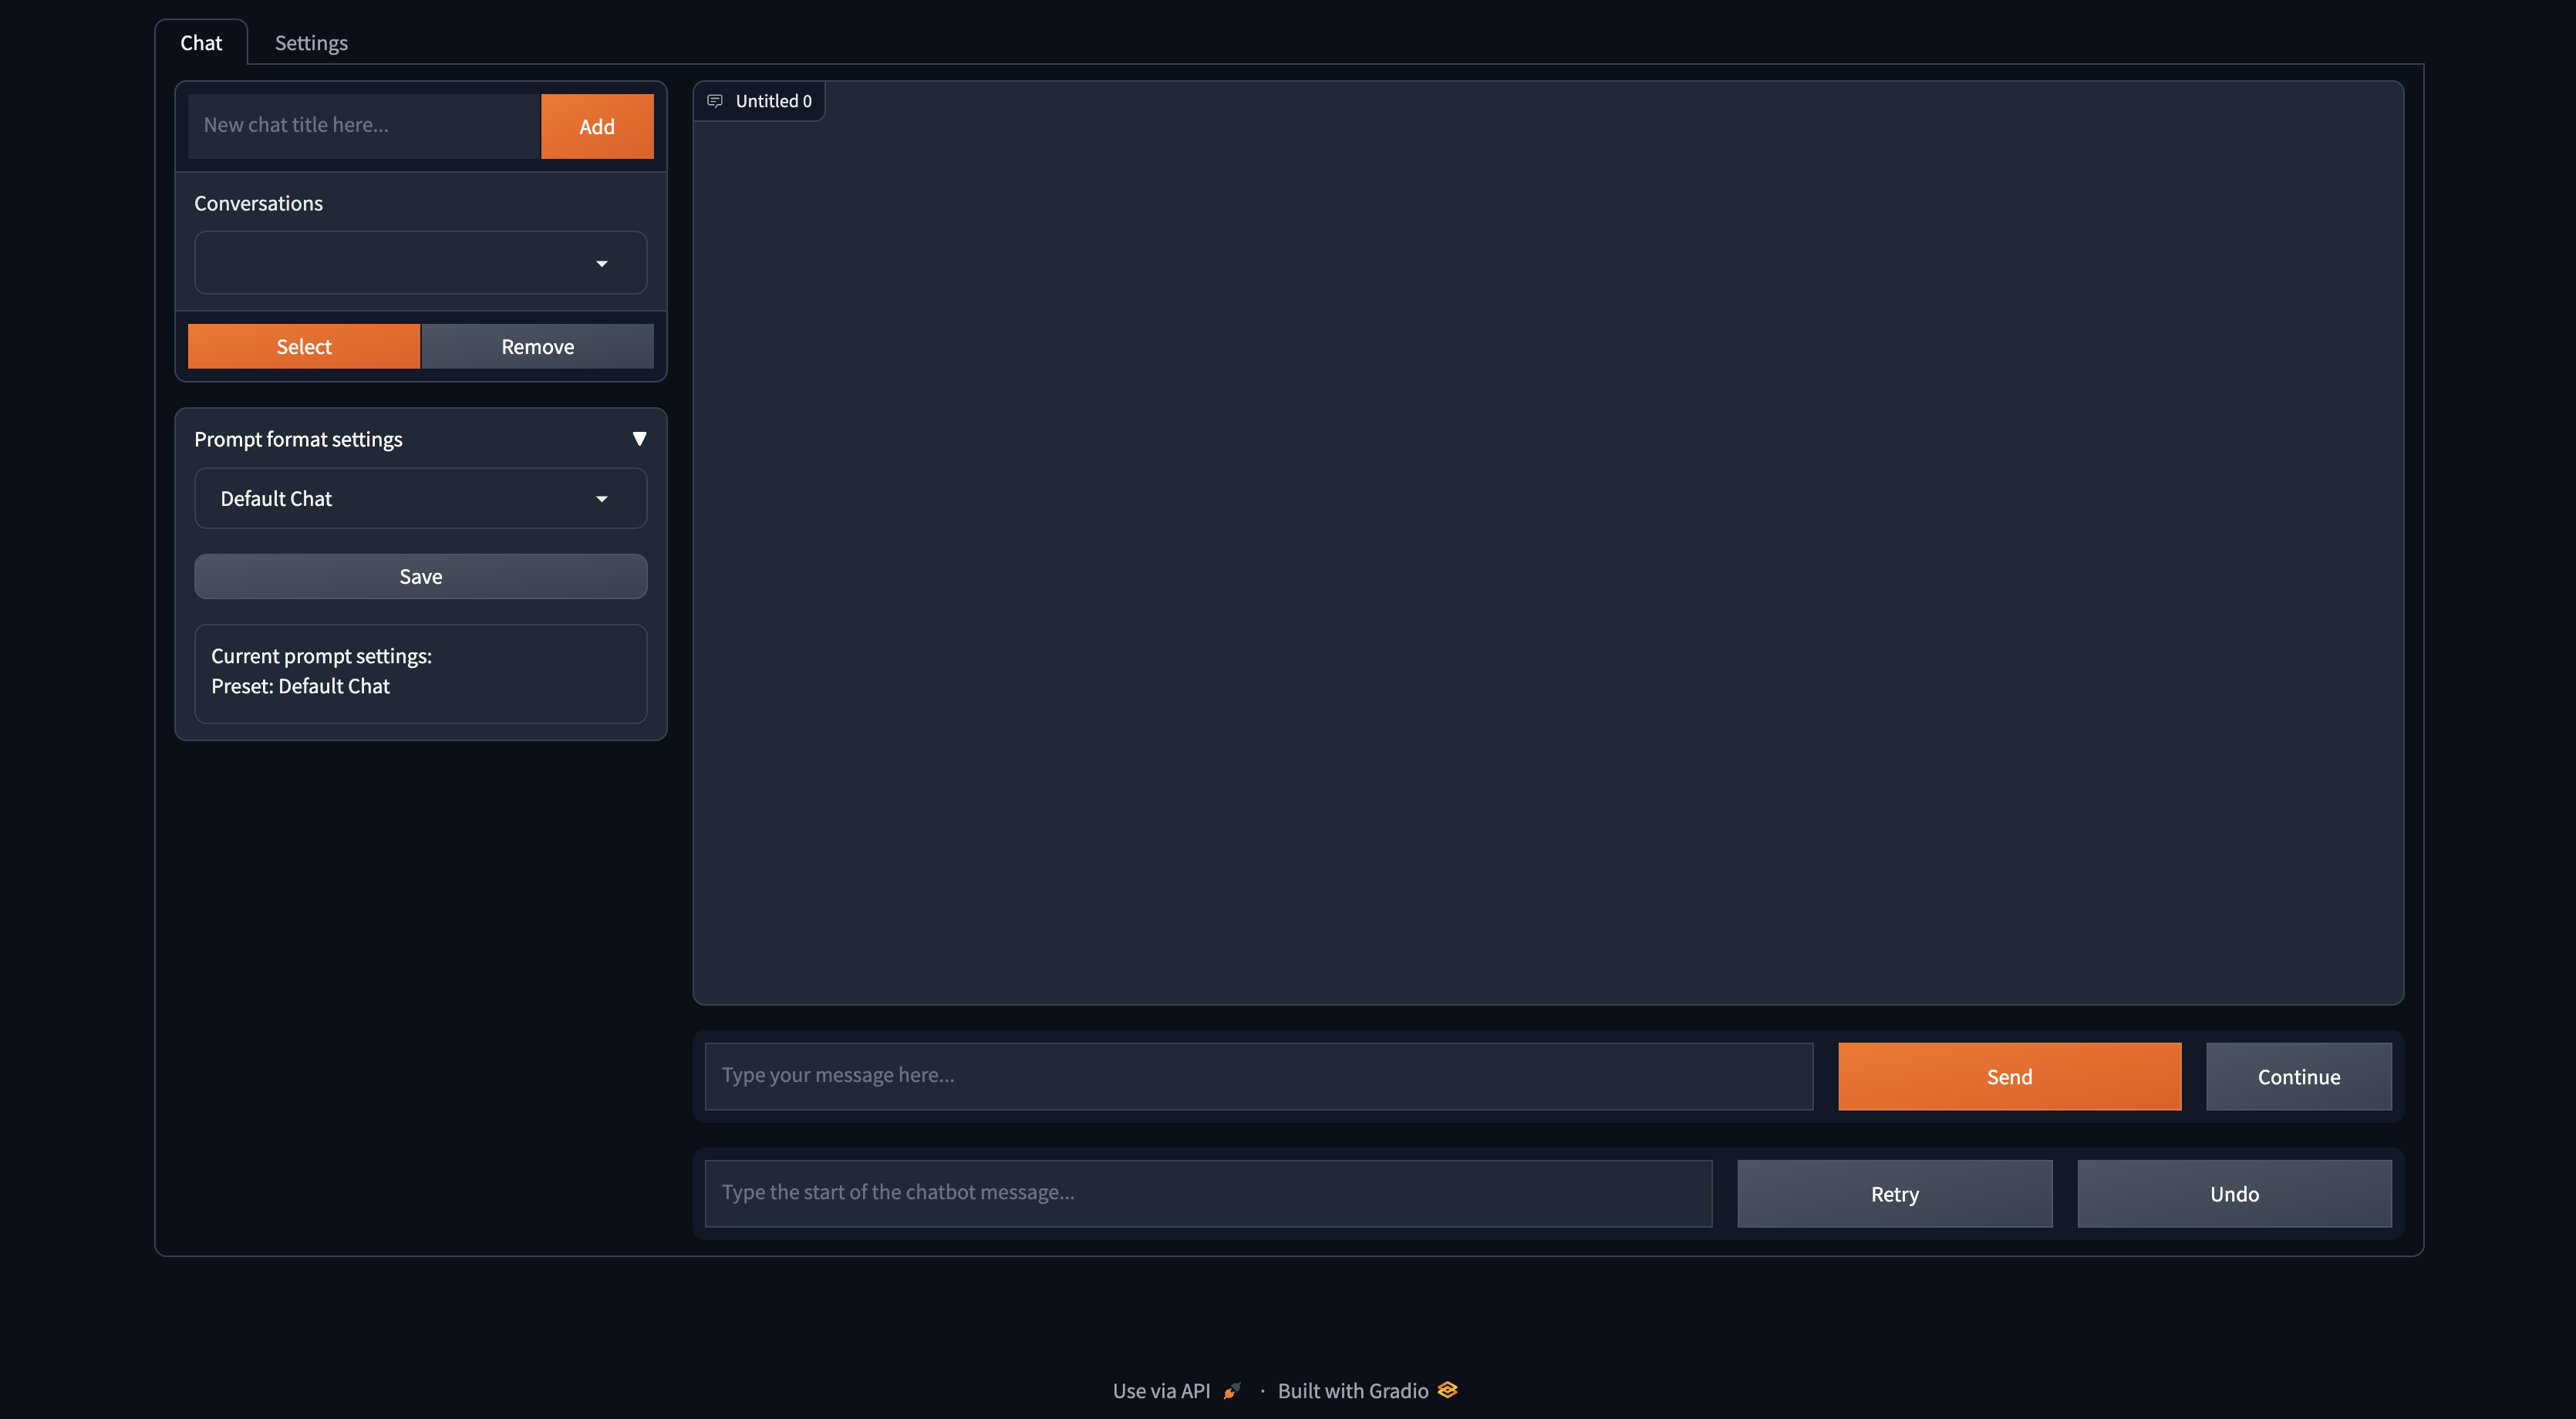 Chat
Settings
New chat title here...
Add
Conversations
Select
Remove
Prompt format settings
Default Chat
Save
Current prompt settings:
Preset: Default Chat
Untitled 0
Type your message here...
Send
Continue
Type the start of the chatbot message...
Retry
Undo
Use via API · Built with Gradio